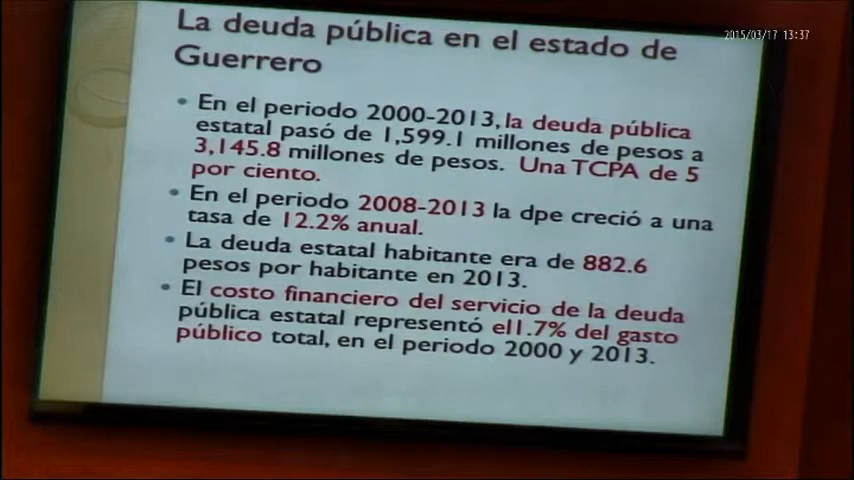 La deuda pública en el estado de
Guerrero
2015/03/17 13:37
• En el periodo 2000-2013, la deuda pública
estatal pasó de 1,599.1 millones de pesos a
3,145.8 millones de pesos. Una TCPA de 5
por ciento.
• En el periodo 2008-2013 la dpe creció a una
tasa de 12.2% anual.
• La deuda estatal habitante era de 882.6
pesos por habitante en 2013.
• El costo financiero del servicio de la deuda
pública estatal representó el1.7% del gasto
público total, en el periodo 2000 y 2013.